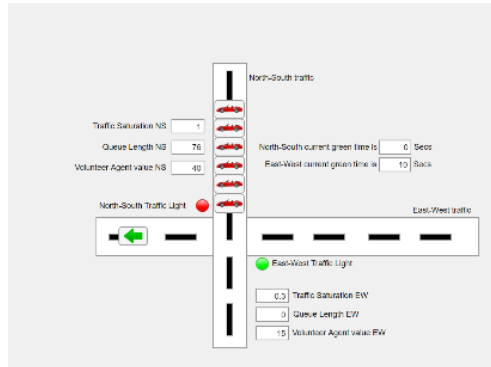 North-South traffic
Traffic Saturation NS 1
Queue Length NS 76
Volunteer Agent value NS 40
North-South current green time is 0 Secs
East-West current green time is 10 Secs
North-South Traffic Light
East-West traffic
East-West Traffic Light
0.3 Traffic Saturation EW
0 Queue Length EW
15 Volunteer Agent value EW